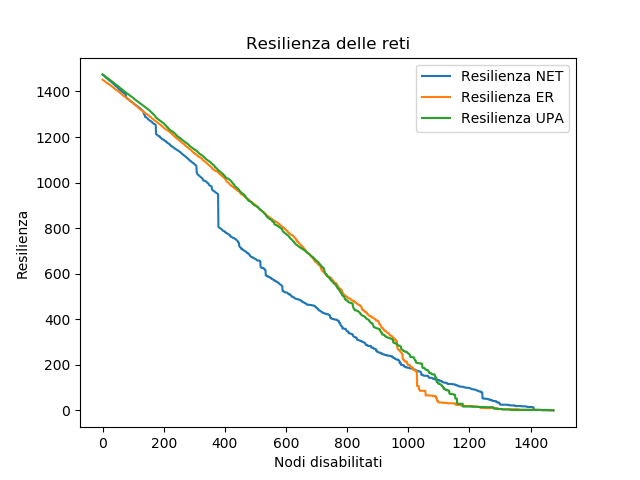 Resilienza delle reti
Resilienza NET
Resilienza ER
Resilienza UPA
Resilienza
1400
1200
1000
800
600
400
200
0
0 200 400 600 800 1000 1200 1400
Nodi disabilitati